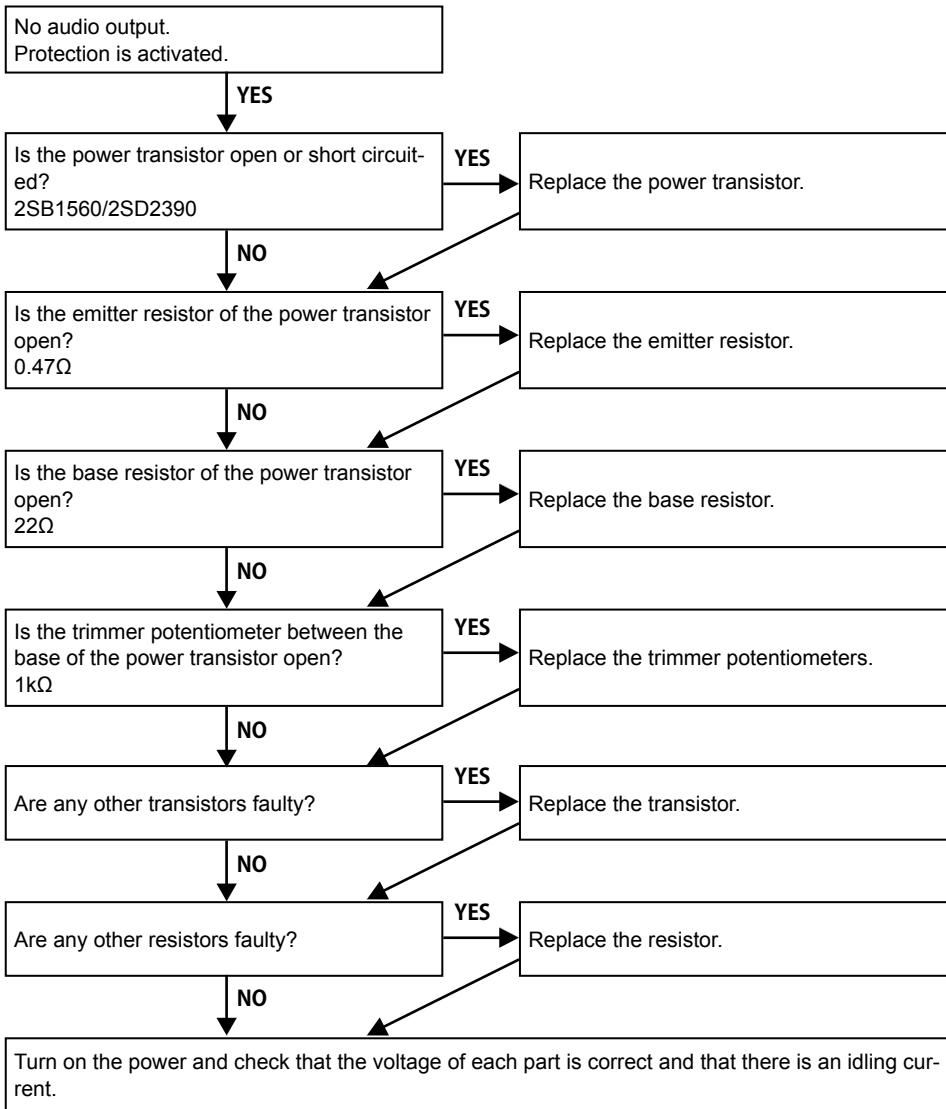 No audio output.
Protection is activated.
YES
Is the power transistor open or short circuit-
ed?
2SB1560/2SD2390
YES
Replace the power transistor.
NO
Is the emitter resistor of the power transistor
open?
0.47Ω
YES
Replace the emitter resistor.
NO
Is the base resistor of the power transistor
open?
22Ω
YES
Replace the base resistor.
NO
Is the trimmer potentiometer between the
base of the power transistor open?
1kΩ
YES
Replace the trimmer potentiometers.
NO
Are any other transistors faulty?
YES
Replace the transistor.
NO
Are any other resistors faulty?
YES
Replace the resistor.
NO
Turn on the power and check that the voltage of each part is correct and that there is an idling cur-
rent.